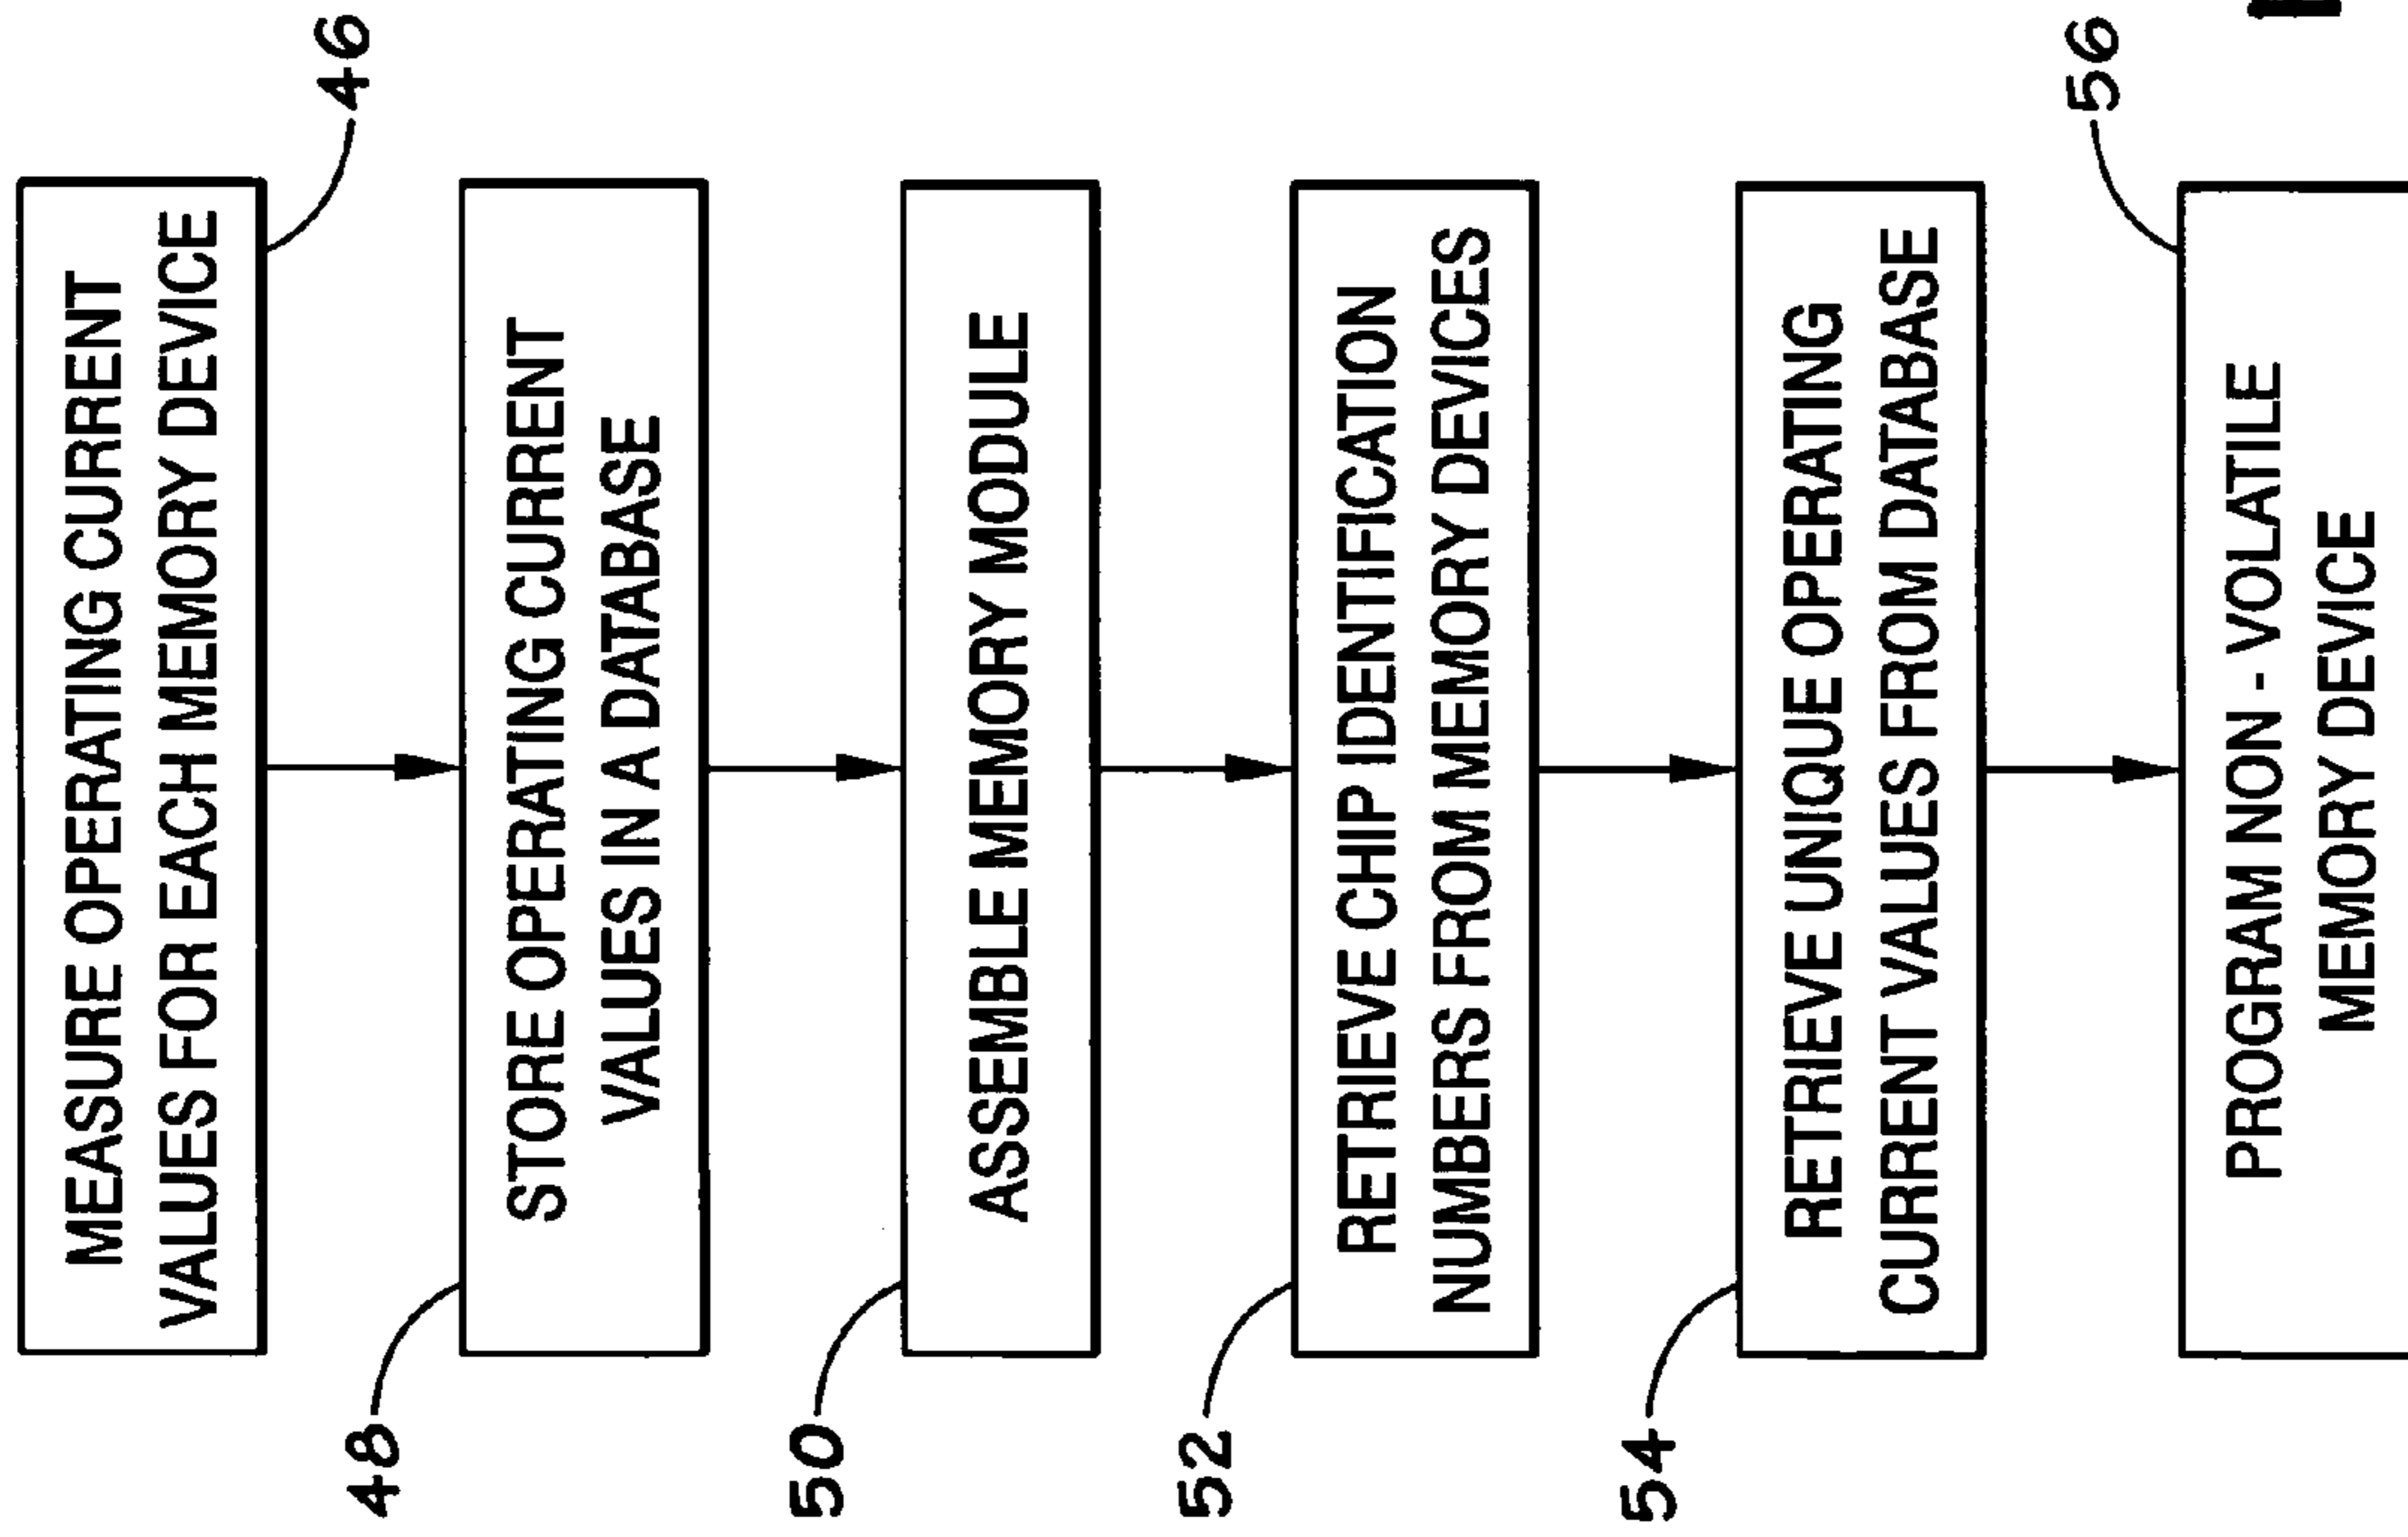 MEASURE OPERATING CURRENT
VALUES FOR EACH MEMORY DEVICE
46
STORE OPERATING CURRENT
VALUES IN A DATABASE
48
ASSEMBLE MEMORY MODULE
50
RETRIEVE CHIP IDENTIFICATION
NUMBERS FROM MEMORY DEVICES
52
RETRIEVE UNIQUE OPERATING
CURRENT VALUES FROM DATABASE
54
PROGRAM NON - VOLATILE
MEMORY DEVICE
56